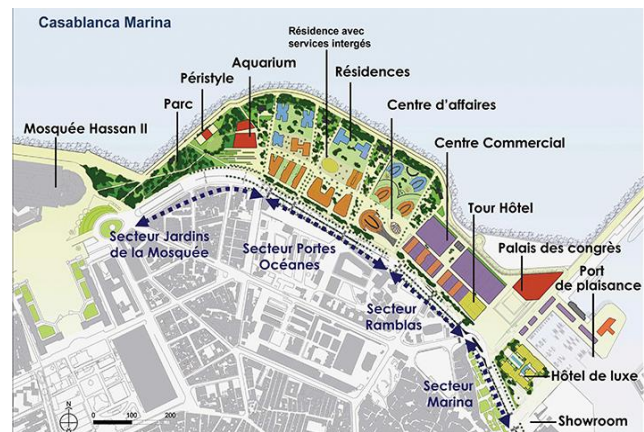 Casablanca Marina
Résidence avec
services intergés
Aquarium
Résidences
Péristyle
Parc
Centre d'affaires
Mosquée Hassan II
Centre Commercial
Tour Hôtel
Secteur Jardins
de la Mosquée
Secteur Portes
Océanes
Palais des congrès
Port
de plaisance
Secteur
Ramblas
Secteur
Marina
Hôtel de luxe
Showroom
N
0 100 200